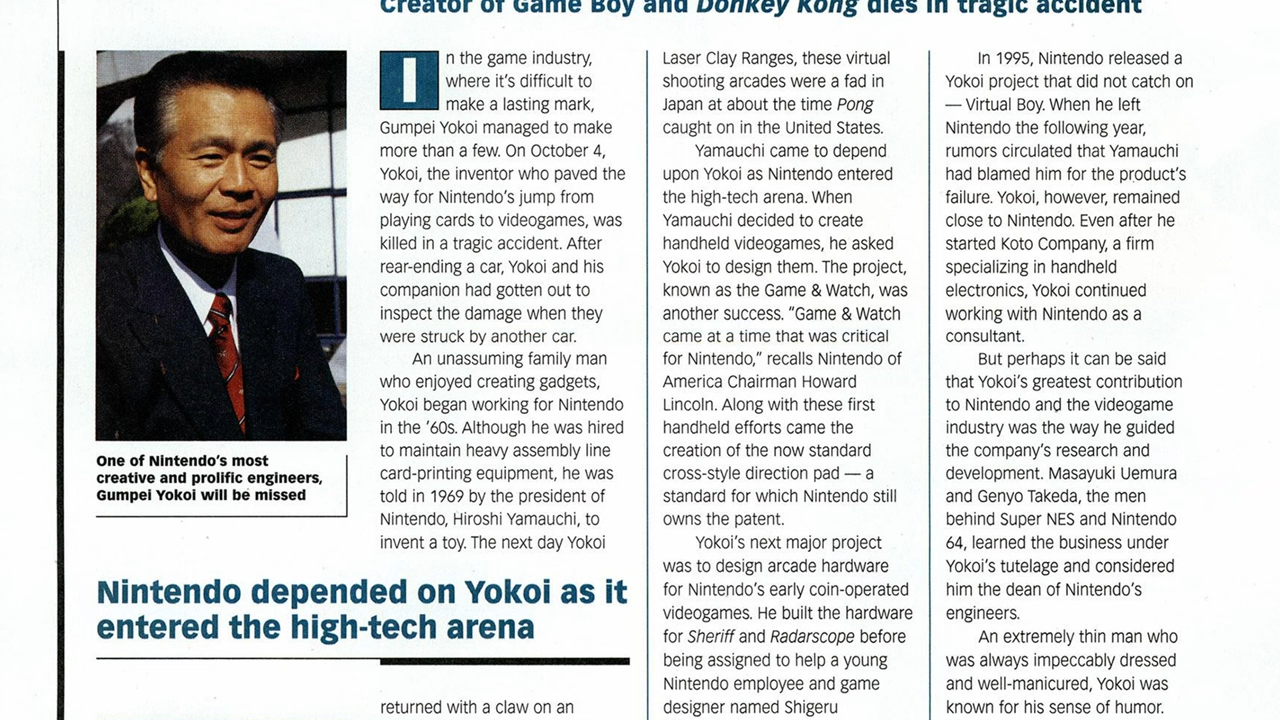 Creator of Game Boy and Donkey Kong dies in tragic accident
One of Nintendo's most
creative and prolific engineers,
Gumpei Yokoi will be missed
In the game industry,
where it's difficult to
make a lasting mark,
Gumpei Yokoi managed to make
more than a few. On October 4,
Yokoi, the inventor who paved the
way for Nintendo's jump from
playing cards to videogames, was
killed in a tragic accident. After
rear-ending a car, Yokoi and his
companion had gotten out to
inspect the damage when they
were struck by another car.
An unassuming family man
who enjoyed creating gadgets,
Yokoi began working for Nintendo
in the '60s. Although he was hired
to maintain heavy assembly line
card-printing equipment, he was
told in 1969 by the president of
Nintendo, Hiroshi Yamauchi, to
invent a toy. The next day Yokoi
Nintendo depended on Yokoi as it
entered the high-tech arena
returned with a claw on an
Laser Clay Ranges, these virtual
shooting arcades were a fad in
Japan at about the time Pong
caught on in the United States.
Yamauchi came to depend
upon Yokoi as Nintendo entered
the high-tech arena. When
Yamauchi decided to create
handheld videogames, he asked
Yokoi to design them. The project,
known as the Game & Watch, was
another success. "Game & Watch
came at a time that was critical
for Nintendo," recalls Nintendo of
America Chairman Howard
Lincoln. Along with these first
handheld efforts came the
creation of the now standard
cross-style direction pad — a
standard for which Nintendo still
owns the patent.
Yokoi's next major project
was to design arcade hardware
for Nintendo's early coin-operated
videogames. He built the hardware
for Sheriff and Radarscope before
being assigned to help a young
Nintendo employee and game
designer named Shigeru
In 1995, Nintendo released a
Yokoi project that did not catch on
— Virtual Boy. When he left
Nintendo the following year,
rumors circulated that Yamauchi
had blamed him for the product's
failure. Yokoi, however, remained
close to Nintendo. Even after he
started Koto Company, a firm
specializing in handheld
electronics, Yokoi continued
working with Nintendo as a
consultant.
But perhaps it can be said
that Yokoi's greatest contribution
to Nintendo and the videogame
industry was the way he guided
the company's research and
development. Masayuki Uemura
and Genyo Takeda, the men
behind Super NES and Nintendo
64, learned the business under
Yokoi's tutelage and considered
him the dean of Nintendo's
engineers.
An extremely thin man who
was always impeccably dressed
and well-manicured, Yokoi was
known for his sense of humor.